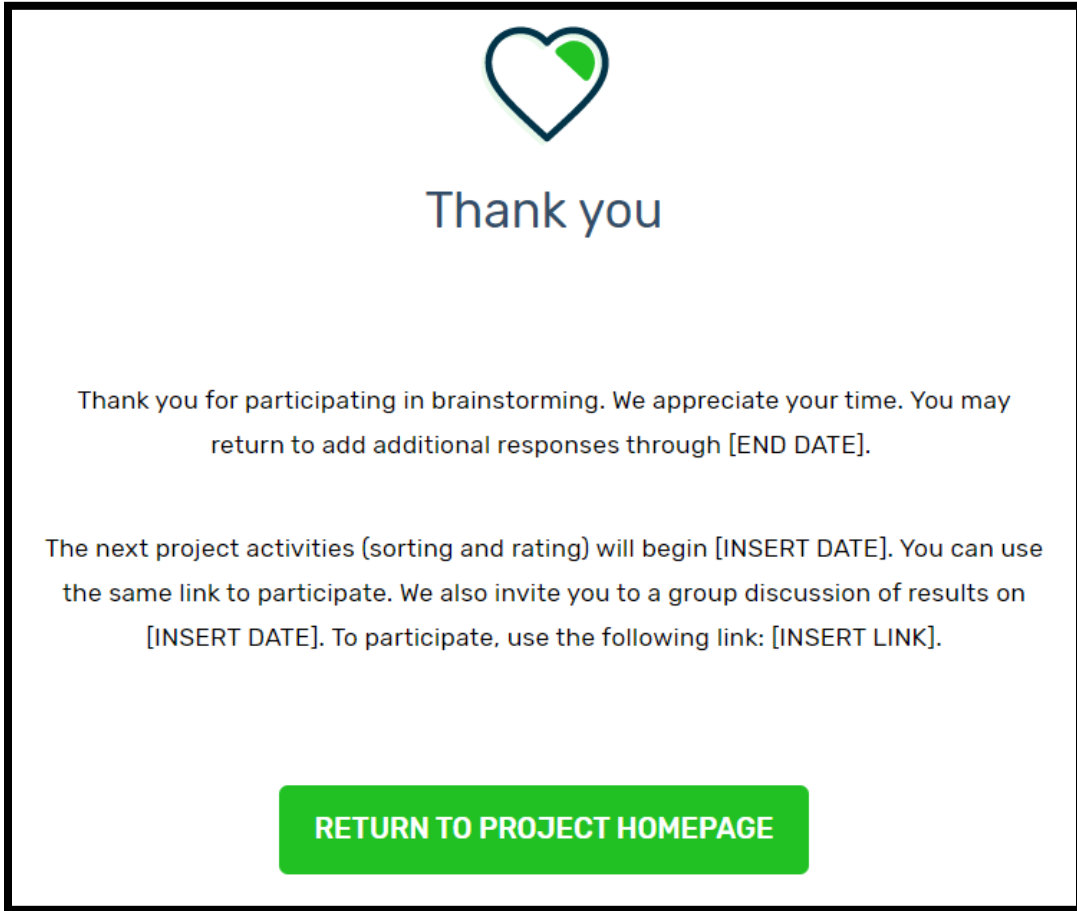 Thank you
Thank you for participating in brainstorming. We appreciate your time. You may
return to add additional responses through [END DATE].
The next project activities (sorting and rating) will begin [INSERT DATE]. You can use
the same link to participate. We also invite you to a group discussion of results on
[INSERT DATE]. To participate, use the following link: [INSERT LINK].
RETURN TO PROJECT HOMEPAGE